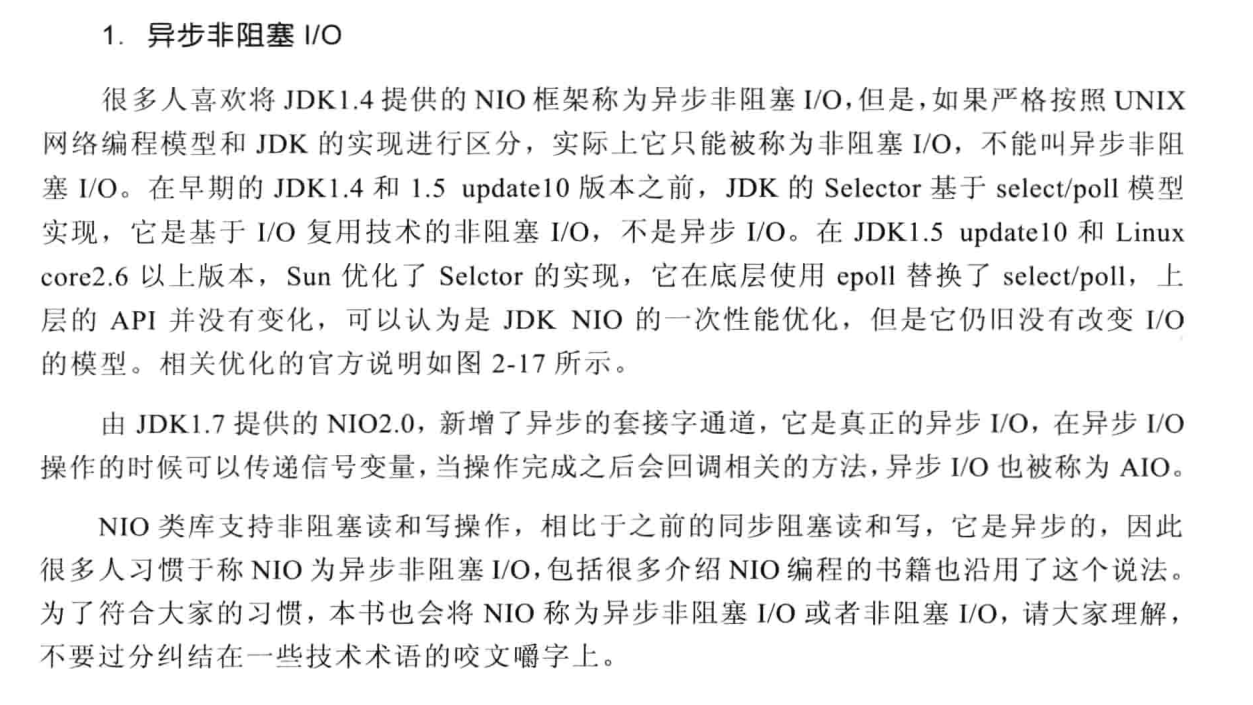 1. 异步非阻塞 I/O
很多人喜欢将 JDK1.4 提供的 NIO 框架称为异步非阻塞 I/O，但是，如果严格按照 UNIX
网络编程模型和 JDK 的实现进行区分，实际上它只能被称为非阻塞 I/O，不能叫异步非阻
塞 I/O。在早期的 JDK1.4 和 1.5 update10 版本之前，JDK 的 Selector 基于 select/poll 模型
实现，它是基于 I/O 复用技术的非阻塞 I/O，不是异步 I/O。在 JDK1.5 update10 和 Linux
core2.6 以上版本，Sun 优化了 Selctor 的实现，它在底层使用 epoll 替换了 select/poll，上
层的 API 并没有变化，可以认为是 JDK NIO 的一次性能优化，但是它仍旧没有改变 I/O
的模型。相关优化的官方说明如图 2-17 所示。
由 JDK1.7 提供的 NIO2.0，新增了异步的套接字通道，它是真正的异步 I/O，在异步 I/O
操作的时候可以传递信号变量，当操作完成之后会回调相关的方法，异步 I/O 也被称为 AIO。
NIO 类库支持非阻塞读和写操作，相比于之前的同步阻塞读和写，它是异步的，因此
很多人习惯于称 NIO 为异步非阻塞 I/O，包括很多介绍 NIO 编程的书籍也沿用了这个说法。
为了符合大家的习惯，本书也会将 NIO 称为异步非阻塞 I/O 或者非阻塞 I/O，请大家理解，
不要过分纠结在一些技术术语的咬文嚼字上。